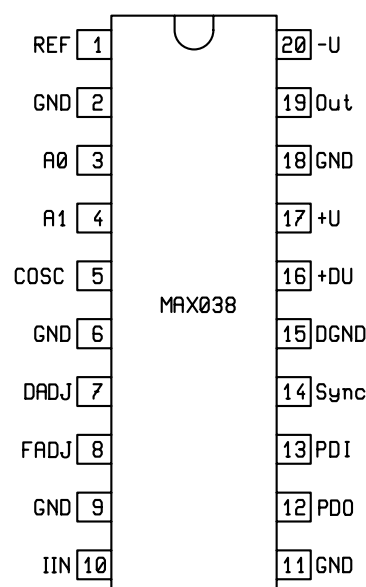 REF 1 20 -U
GND 2 19 Out
A0 3 18 GND
A1 4 17 +U
COSC 5 16 +DU
MAX038
GND 6 15 DGND
DADJ 7 14 Sync
FADJ 8 13 PDI
GND 9 12 PDO
IIN 10 11 GND